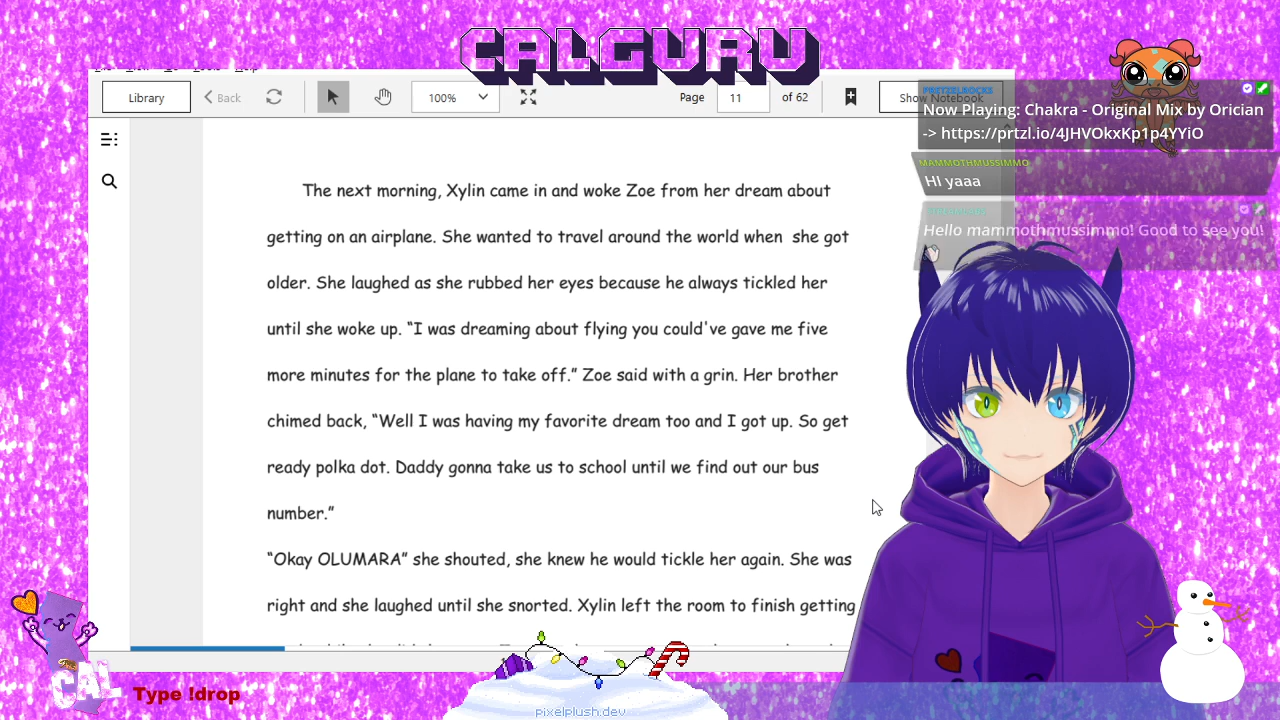 CALGURU
Library
Back
100%
Page
11
of 62
Show Notebook
PRETZELROCKS
Now Playing: Chakra - Original Mix by Orician
-> https://prtzl.io/4JHVOkxKp1p4YYiO
MAMMOTHMUSSIMMO
HI yaaa
Hello mammothmussimmo! Good to see you!
The next morning, Xylin came in and woke Zoe from her dream about
getting on an airplane. She wanted to travel around the world when  she got
older. She laughed as she rubbed her eyes because he always tickled her
until she woke up. “I was dreaming about flying you could've gave me five
more minutes for the plane to take off.” Zoe said with a grin. Her brother
chimed back, “Well I was having my favorite dream too and I got up. So get
ready polka dot. Daddy gonna take us to school until we find out our bus
number.”
“Okay OLUMARA” she shouted, she knew he would tickle her again. She was
right and she laughed until she snorted. Xylin left the room to finish getting
CAL
Type !drop
pixelplush.dev